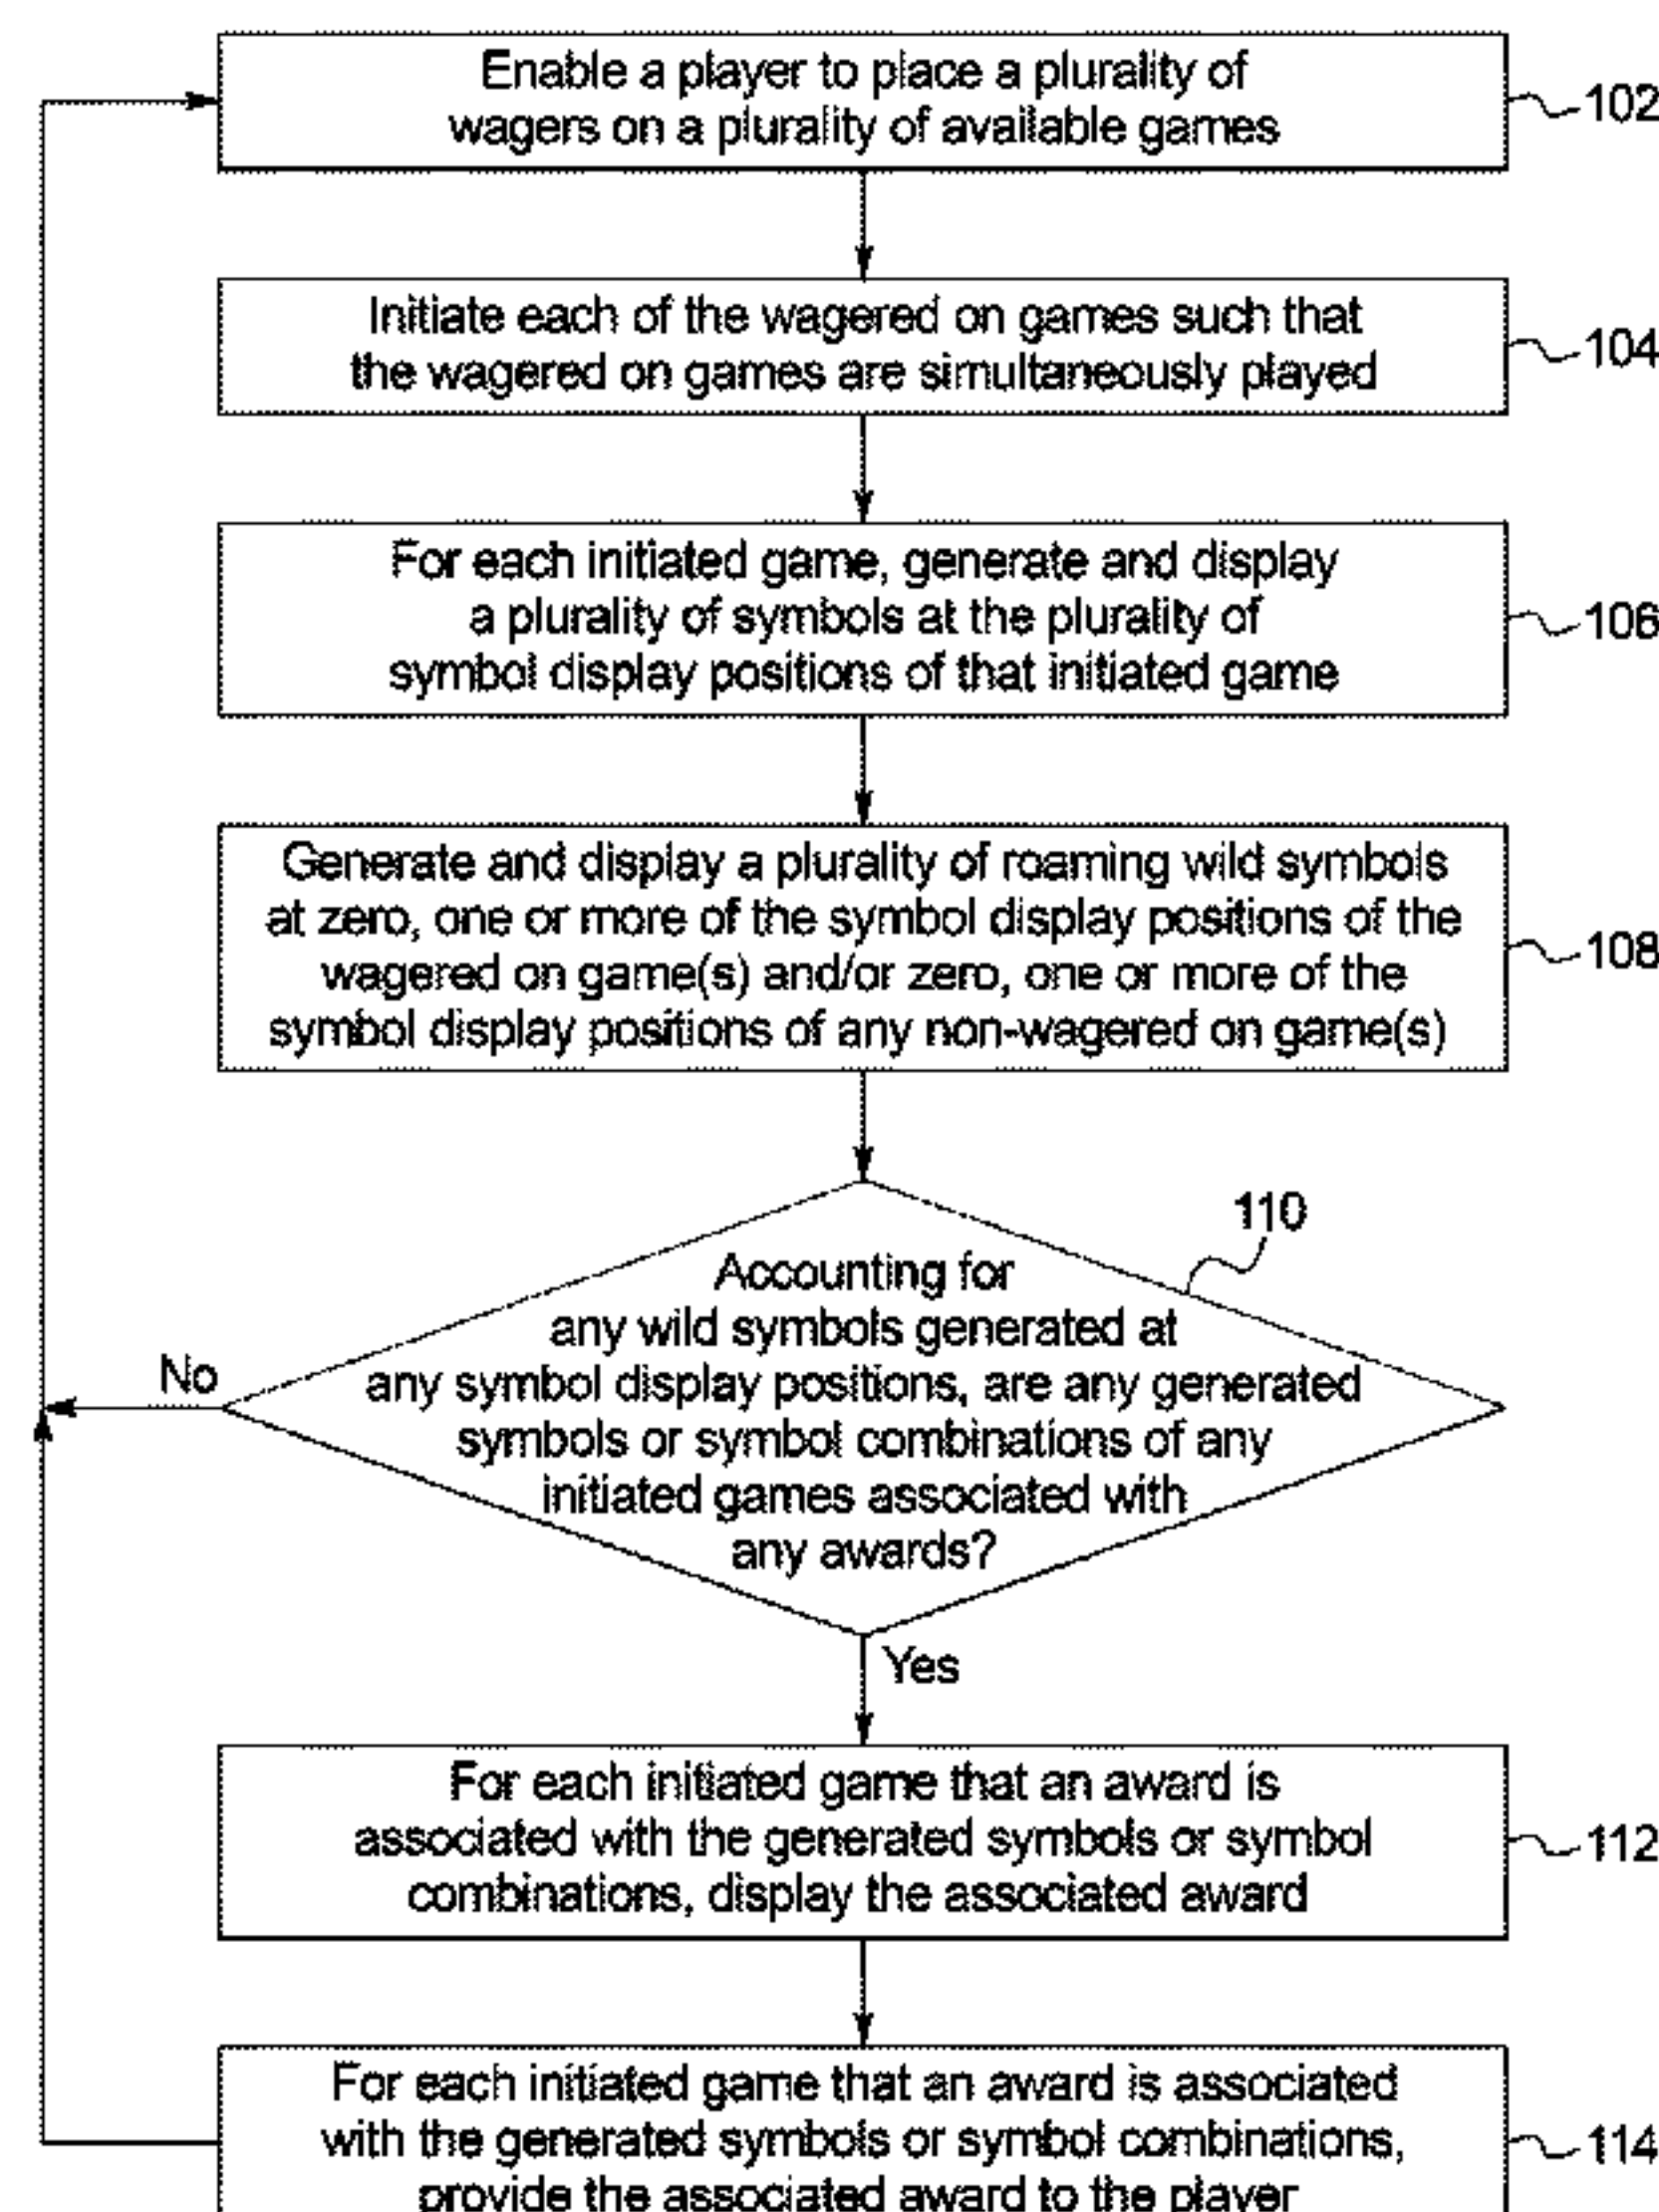 Enable a player to place a plurality of
wagers on a plurality of available games
102
Initiate each of the wagered on games such that
the wagered on games are simultaneously played
104
For each initiated game, generate and display
a plurality of symbols at the plurality of
symbol display positions of that initiated game
106
Generate and display a plurality of roaming wild symbols
at zero, one or more of the symbol display positions of the
wagered on game(s) and/or zero, one or more of the
symbol display positions of any non-wagered on game(s)
108
110
Accounting for
any wild symbols generated at
any symbol display positions, are any generated
symbols or symbol combinations of any
initiated games associated with
any awards?
No
Yes
For each initiated game that an award is
associated with the generated symbols or symbol
combinations, display the associated award
112
For each initiated game that an award is associated
with the generated symbols or symbol combinations,
provide the associated award to the player
114